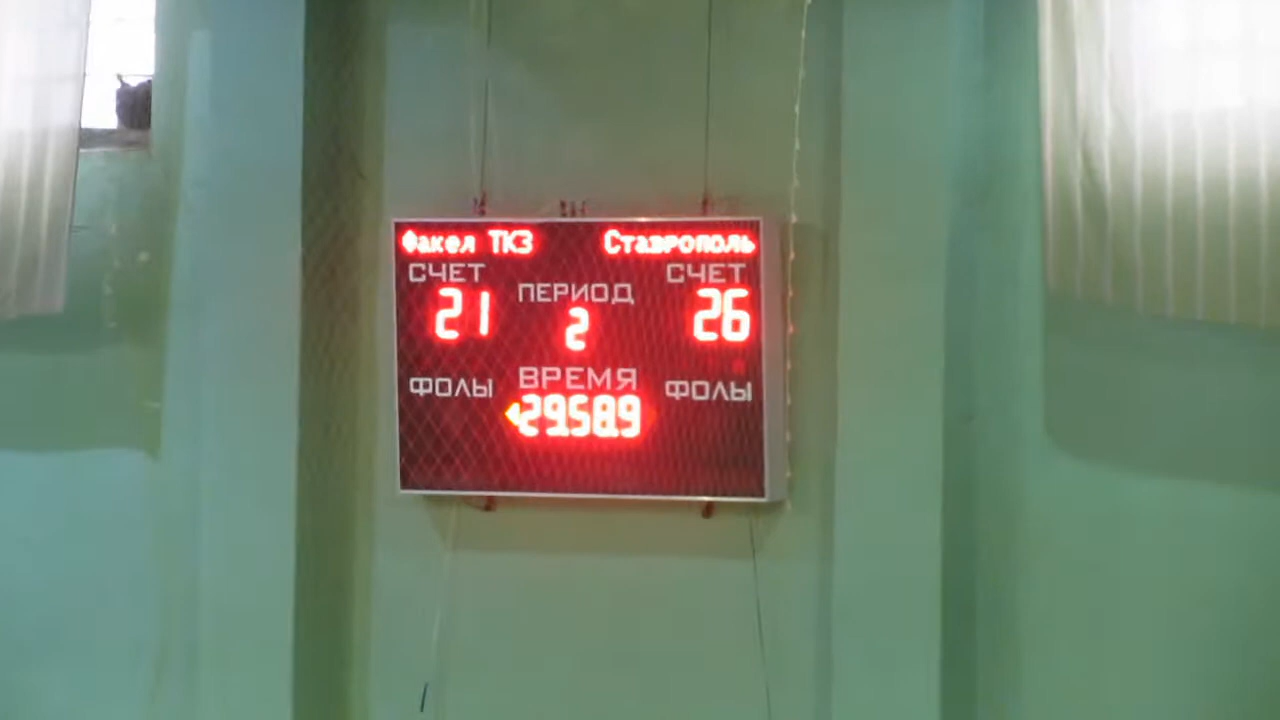 Факел ТКЗ Ставрополь
СЧЕТ СЧЕТ
ПЕРИОД
21 2 26
ФОЛЫ ВРЕМЯ ФОЛЫ
29589